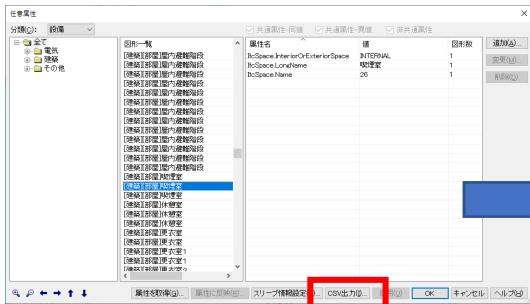 任意属性
分類(C): 設備 共通属性-同値 共通属性-異値 非共通属性
全て
電気
建築
その他
図形一覧
[建築][部屋]屋内避難階段
[建築][部屋]屋内避難階段
[建築][部屋]屋内避難階段
[建築][部屋]屋内避難階段
[建築][部屋]屋内避難階段
[建築][部屋]屋内避難階段
[建築][部屋]屋内避難階段
[建築][部屋]屋内避難階段
[建築][部屋]屋内避難階段
[建築][部屋]屋内避難階段
[建築][部屋]屋内避難階段
[建築][部屋]屋内避難階段
[建築][部屋]喫煙室
[建築][部屋]喫煙室
[建築][部屋]喫煙室
[建築][部屋]休憩室
[建築][部屋]休憩室
[建築][部屋]休憩室
[建築][部屋]更衣室
[建築][部屋]更衣室
[建築][部屋]更衣室1
[建築][部屋]更衣室1
[建築][部屋]更衣室2
属性名 値 図形数
IfcSpace.InteriorOrExteriorSpace INTERNAL 1
IfcSpace.LongName 喫煙室 1
IfcSpace.Name 26 1
追加(A)...
変更(M)...
削除(D)
属性を取得(G)... 属性に反映(R)... スリーブ情報設定 CSV出力(I)... OK キャンセル ヘルプ(H)